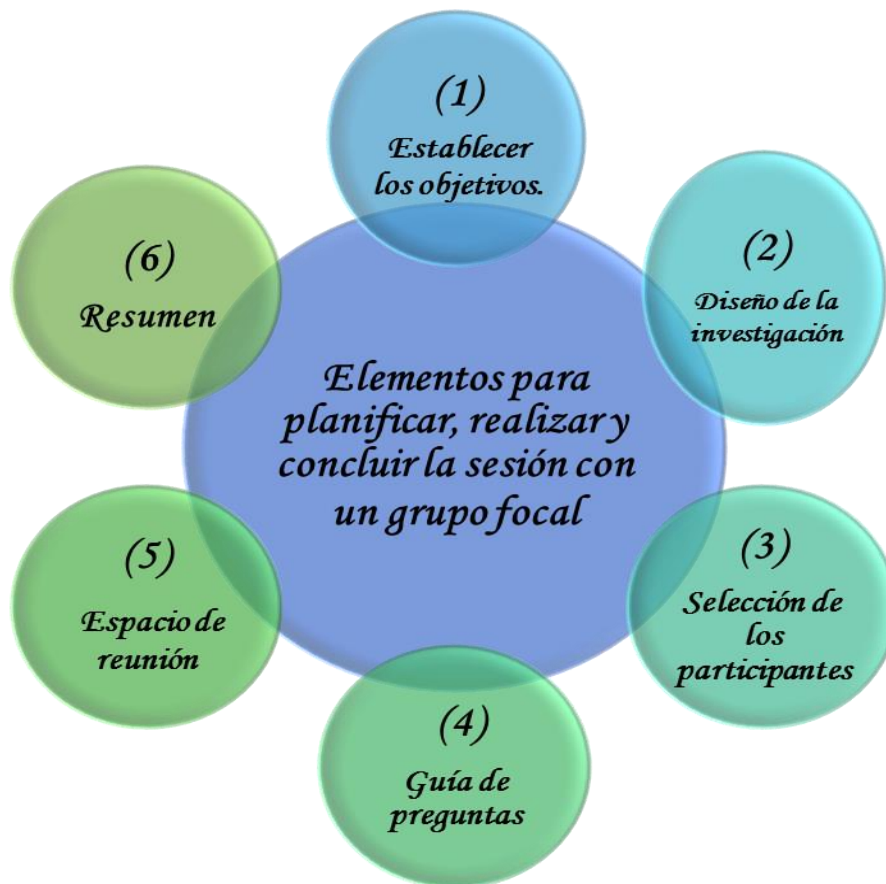 Elementos para
planificar, realizar y
concluir la sesión con
un grupo focal
(1)
Establecer
los objetivos.
(2)
Diseño de la
investigación
(3)
Selección de
los
participantes
(4)
Guía de
preguntas
(5)
Espacio de
reunión
(6)
Resumen